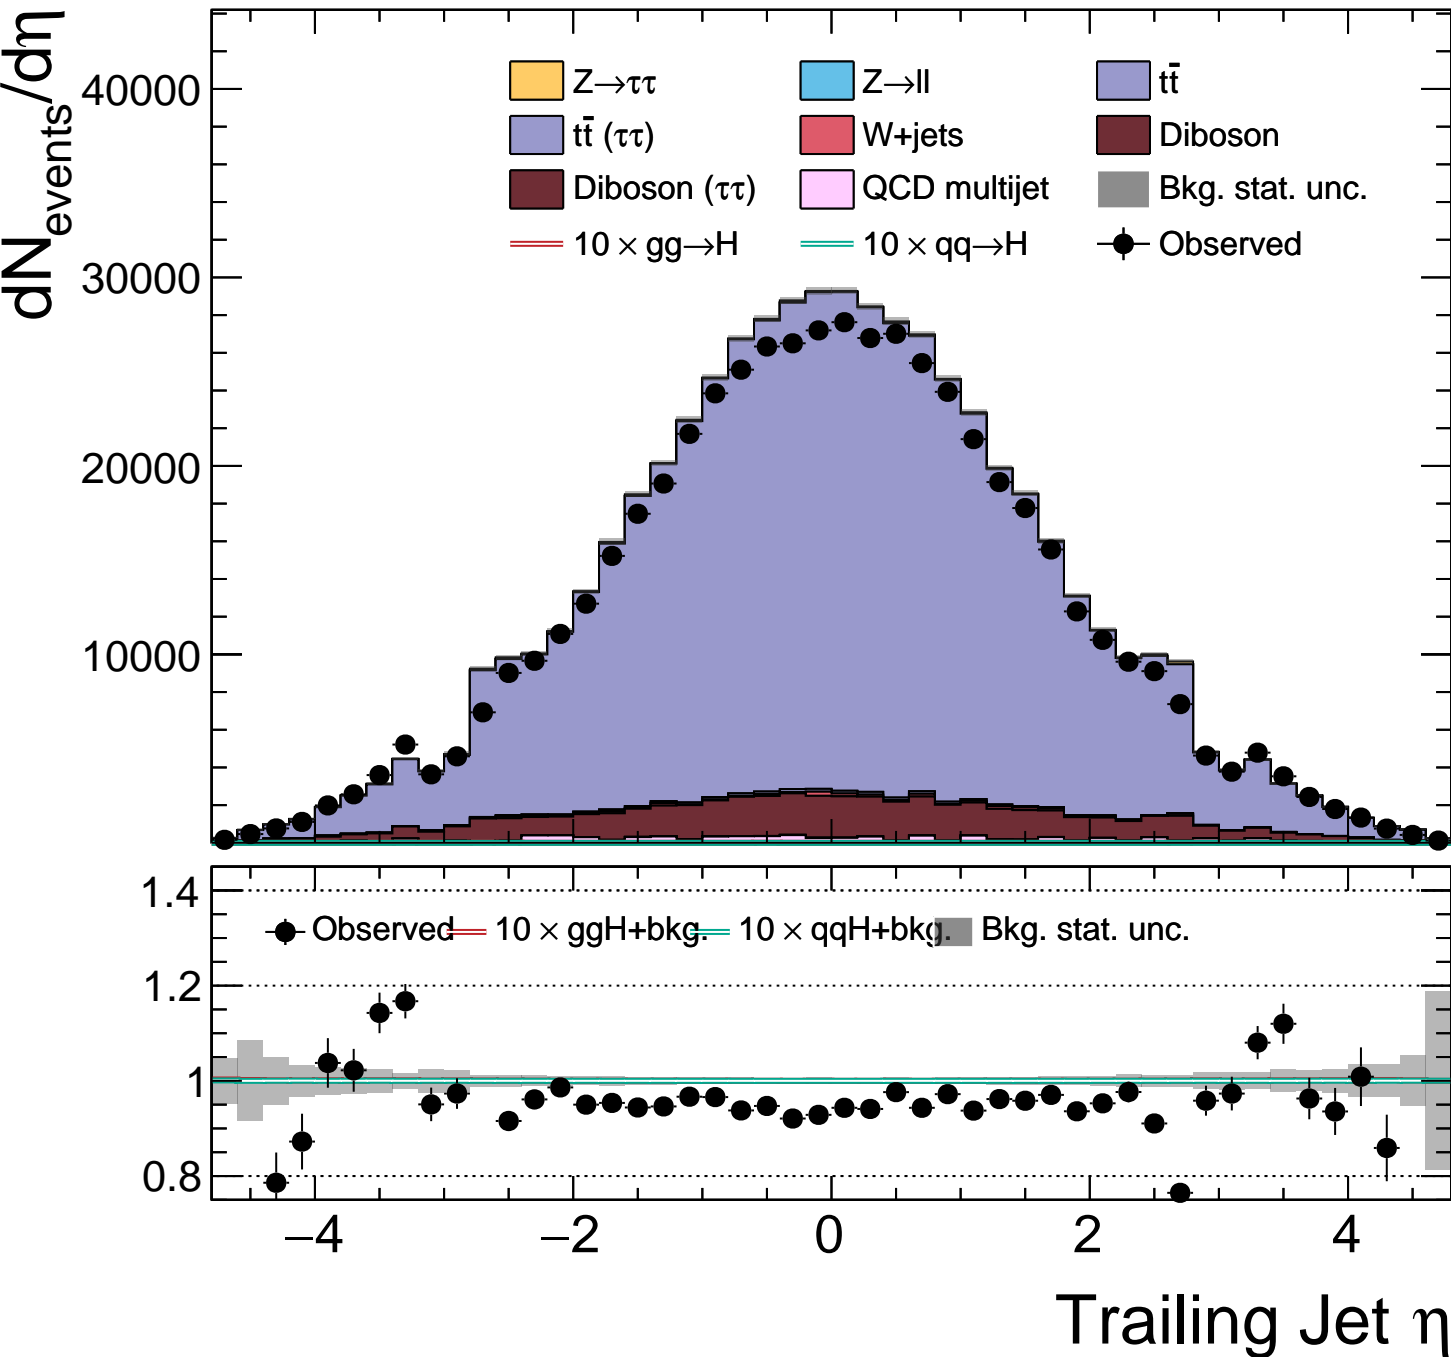 dN_events/dη
40000
30000
20000
10000
Z→ττ Z→ll tt̄
tt̄ (ττ) W+jets Diboson
Diboson (ττ) QCD multijet Bkg. stat. unc.
10 × gg→H 10 × qq→H Observed
1.4
Observed 10 × ggH+bkg. 10 × qqH+bkg. Bkg. stat. unc.
1.2
1
0.8
−4 −2 0 2 4
Trailing Jet η